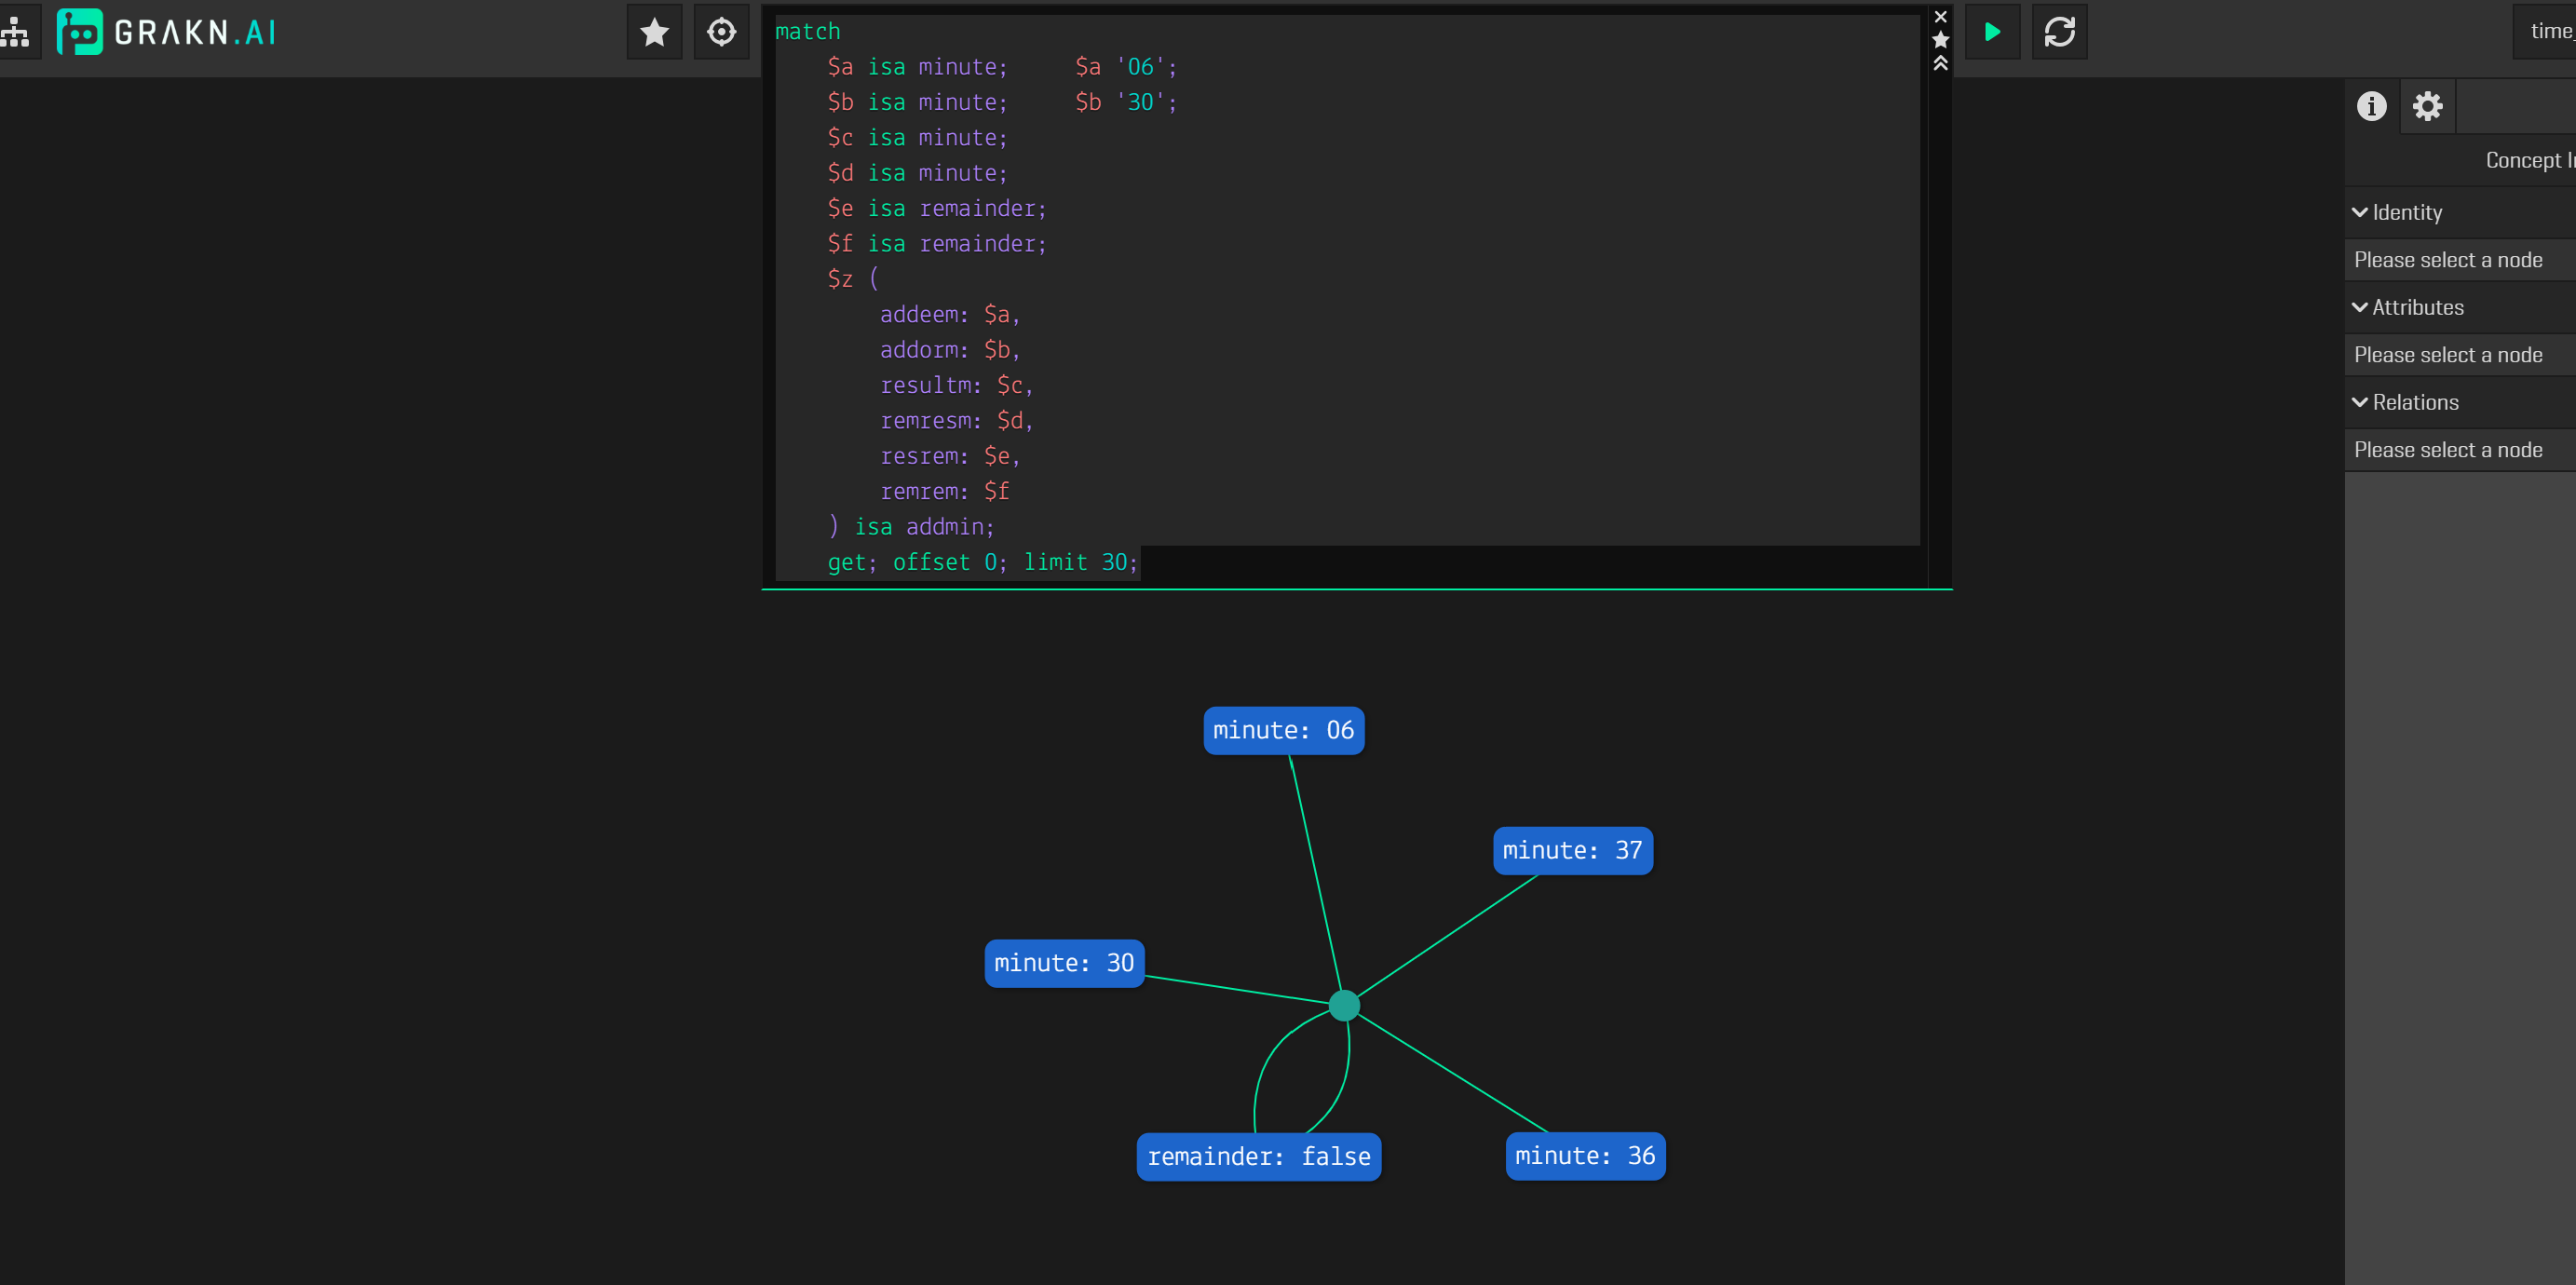 GRAKN.AI
match
$a isa minute; $a '06';
$b isa minute; $b '30';
$c isa minute;
$d isa minute;
$e isa remainder;
$f isa remainder;
$z (
addeem: $a,
addorm: $b,
resultm: $c,
remresm: $d,
resrem: $e,
remrem: $f
) isa addmin;
get; offset 0; limit 30;
time_
Concept I
Identity
Please select a node
Attributes
Please select a node
Relations
Please select a node
minute: 06
minute: 37
minute: 30
remainder: false
minute: 36